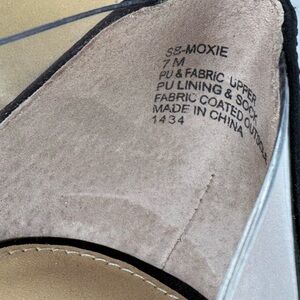 SB-MOXIE
7 M
PU & FABRIC UPPER
PU LINING & SOCK
FABRIC COATED OUTSOLE
MADE IN CHINA
1434